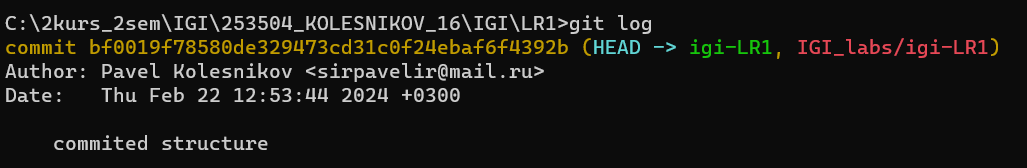 C:\2kurs_2sem\IGI\253504_KOLESNIKOV_16\IGI\LR1>git log
commit bf0019f78580de329473cd31c0f24ebaf6f4392b (HEAD -> igi-LR1, IGI_labs/igi-LR1)
Author: Pavel Kolesnikov <sirpavelir@mail.ru>
Date:   Thu Feb 22 12:53:44 2024 +0300
    commited structure